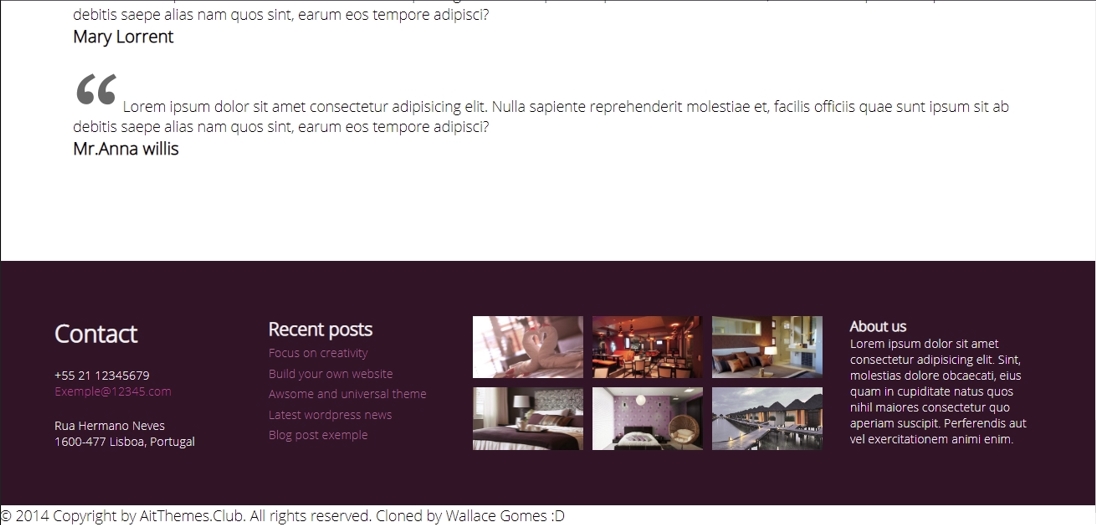 debitis saepe alias nam quos sint, earum eos tempore adipisci?
Mary Lorrent
“ Lorem ipsum dolor sit amet consectetur adipisicing elit. Nulla sapiente reprehenderit molestiae et, facilis officiis quae sunt ipsum sit ab
debitis saepe alias nam quos sint, earum eos tempore adipisci?
Mr.Anna willis
Contact
+55 21 12345679
Exemple@12345.com
Rua Hermano Neves
1600-477 Lisboa, Portugal
Recent posts
Focus on creativity
Build your own website
Awsome and universal theme
Latest wordpress news
Blog post exemple
About us
Lorem ipsum dolor sit amet
consectetur adipisicing elit. Sint,
molestias dolore obcaecati, eius
quam in cupiditate natus quos
nihil maiores consectetur quo
aperiam suscipit. Perferendis aut
vel exercitationem animi enim.
© 2014 Copyright by AitThemes.Club. All rights reserved. Cloned by Wallace Gomes :D